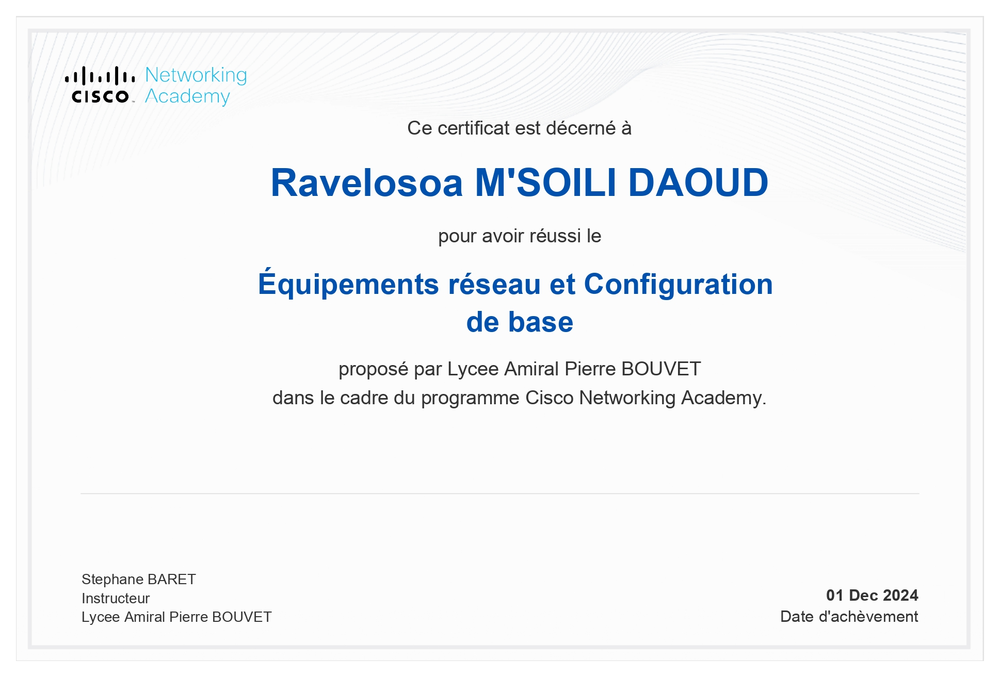 Networking
Academy
CISCO
Ce certificat est décerné à
Ravelosoa M'SOILI DAOUD
pour avoir réussi le
Équipements réseau et Configuration
de base
proposé par Lycee Amiral Pierre BOUVET
dans le cadre du programme Cisco Networking Academy.
Stephane BARET
Instructeur
Lycee Amiral Pierre BOUVET
01 Dec 2024
Date d'achèvement